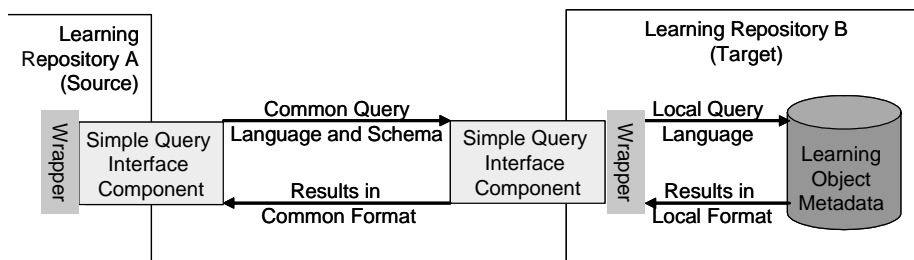 Learning
Repository A
(Source)
Wrapper
Simple Query
Interface
Component
Common Query
Language and Schema
Results in
Common Format
Simple Query
Interface
Component
Learning Repository B
(Target)
Wrapper
Local Query
Language
Results in
Local Format
Learning
Object
Metadata